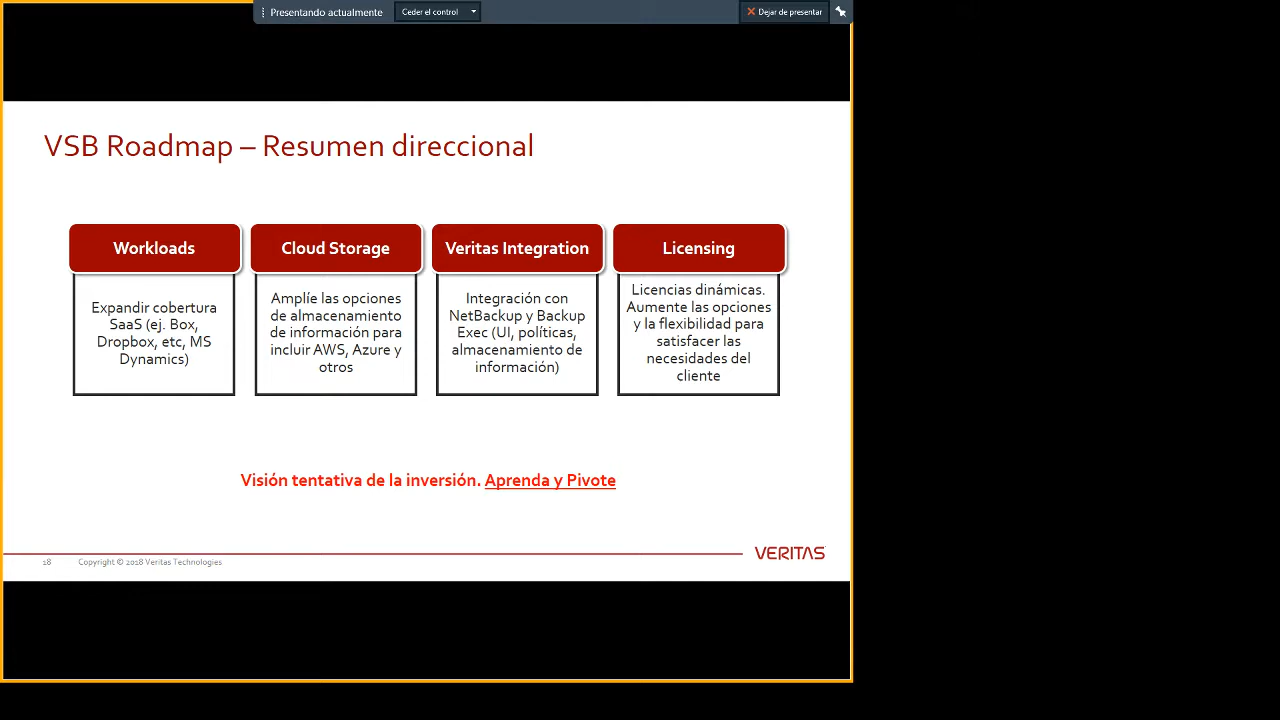 Presentando actualmente
Ceder el control
Dejar de presentar
VSB Roadmap – Resumen direccional
Workloads
Expandir cobertura
SaaS (ej. Box,
Dropbox, etc, MS
Dynamics)
Cloud Storage
Amplíe las opciones
de almacenamiento
de información para
incluir AWS, Azure y
otros
Veritas Integration
Integración con
NetBackup y Backup
Exec (UI, políticas,
almacenamiento de
información)
Licensing
Licencias dinámicas.
Aumente las opciones
y la flexibilidad para
satisfacer las
necesidades del
cliente
Visión tentativa de la inversión. Aprenda y Pivote
18 Copyright © 2018 Veritas Technologies
VERITAS